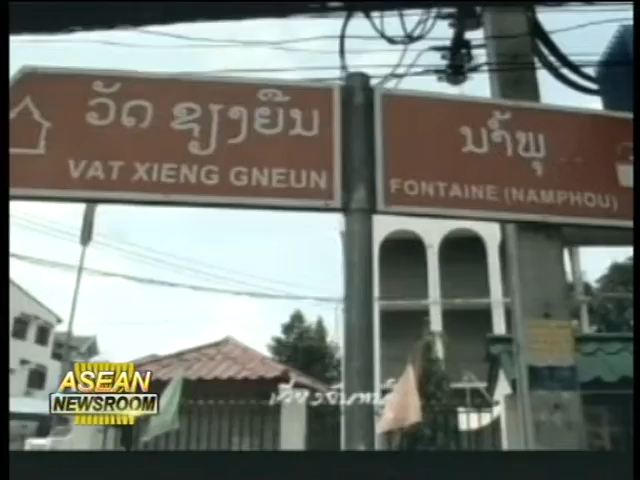 ວັດ ຊຽງຍືນ
VAT XIENG GNEUN
ນ້ຳພຸ
FONTAINE (NAMPHOU)
ASEAN
NEWSROOM